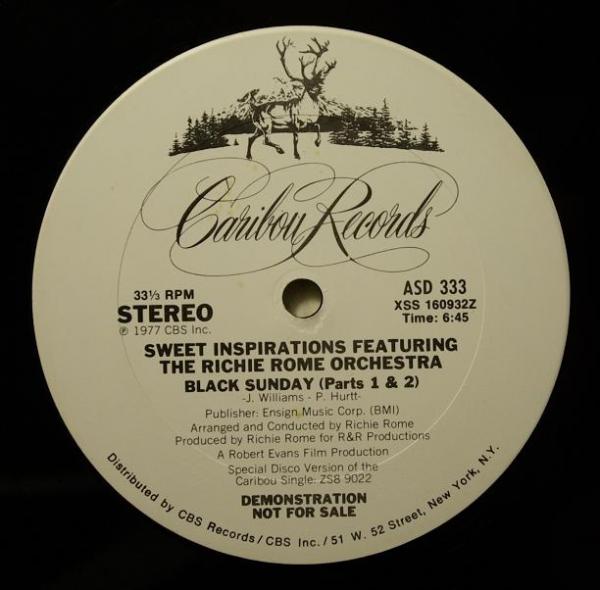 Caribou Records
33⅓ RPM
STEREO
℗ 1977 CBS Inc.
ASD 333
XSS 160932Z
Time: 6:45
SWEET INSPIRATIONS FEATURING
THE RICHIE ROME ORCHESTRA
BLACK SUNDAY (Parts 1 & 2)
-J. Williams - P. Hurtt-
Publisher: Ensign Music Corp. (BMI)
Arranged and Conducted by Richie Rome
Produced by Richie Rome for R&R Productions
A Robert Evans Film Production
Special Disco Version of the
Caribou Single: ZS8 9022
DEMONSTRATION
NOT FOR SALE
Distributed by CBS Records/CBS Inc./51 W. 52 Street, New York, N.Y.